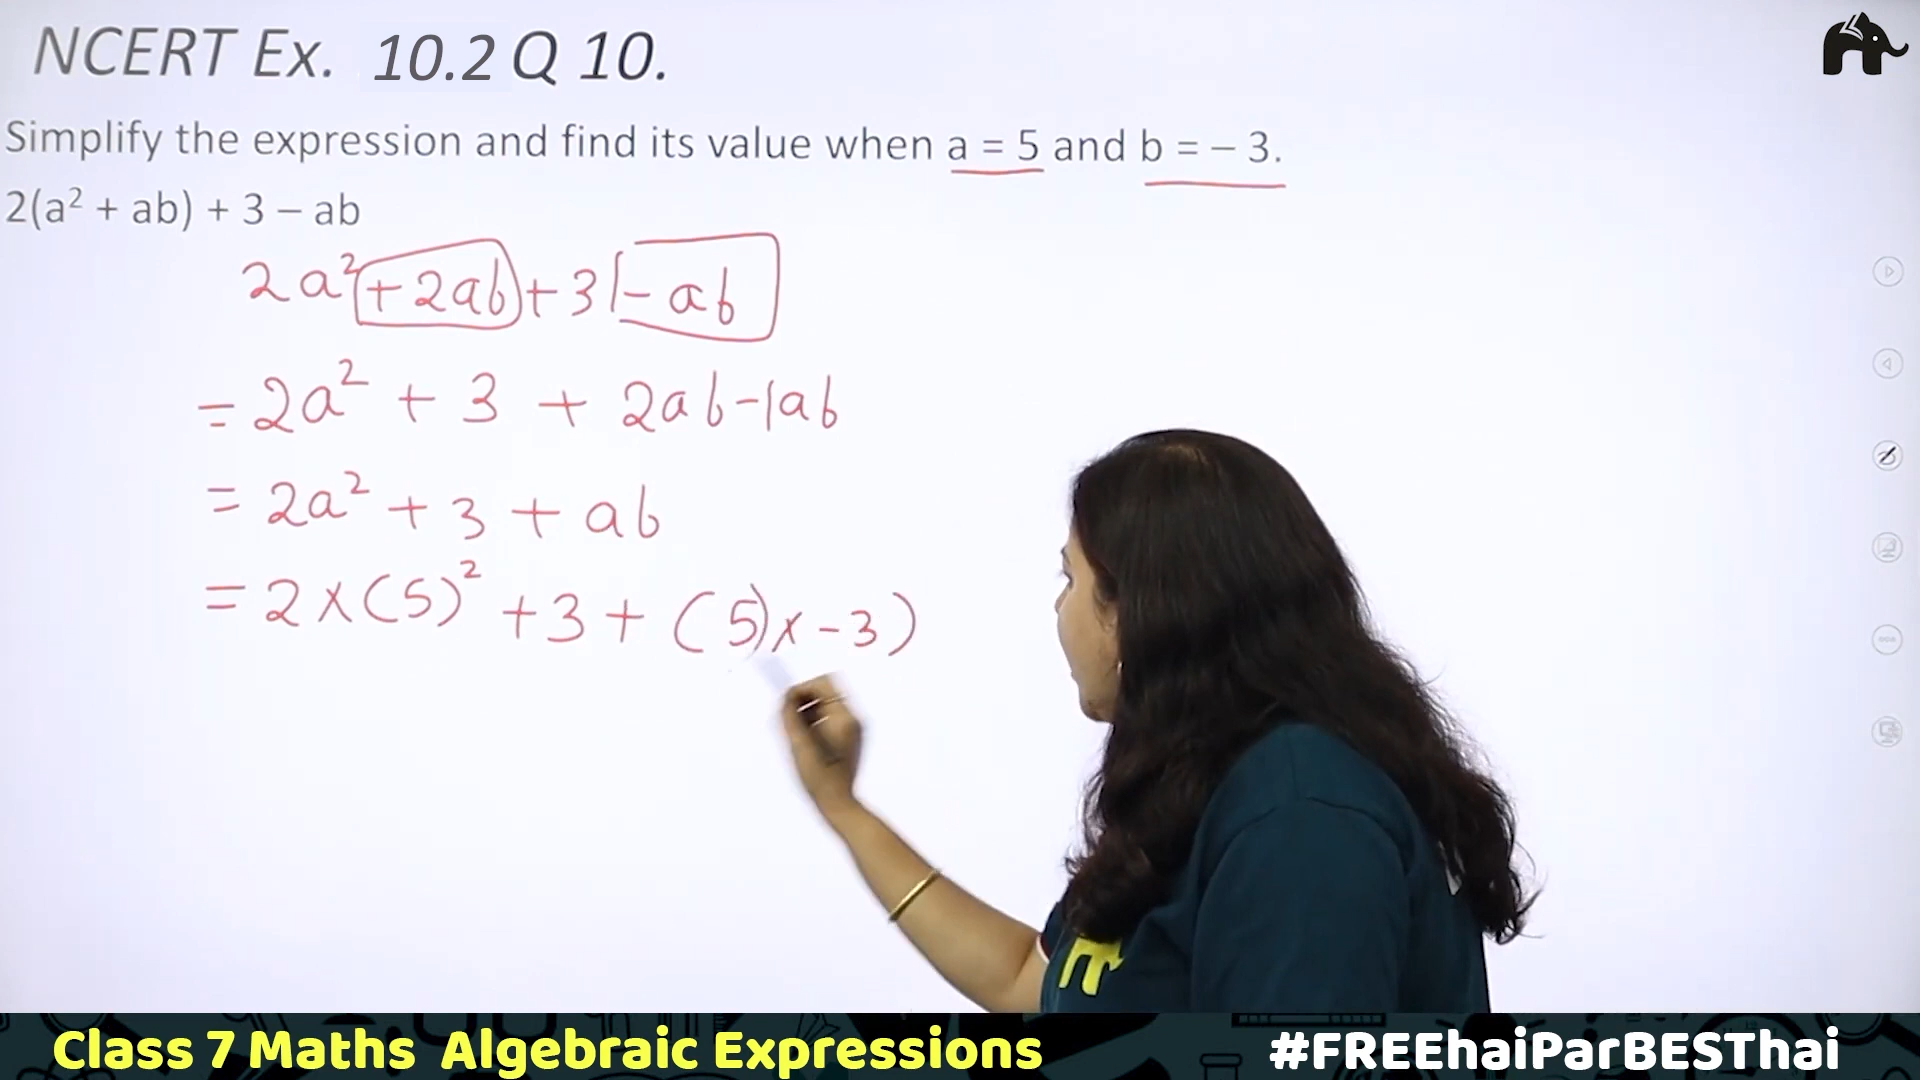 NCERT Ex. 10.2 Q 10.
Simplify the expression and find its value when a = 5 and b = – 3.
2(a² + ab) + 3 – ab
2a² + 2ab + 3 - ab
= 2a² + 3 + 2ab - 1ab
= 2a² + 3 + ab
= 2 × (5)² + 3 + (5) × -3)
Class 7 Maths Algebraic Expressions
#FREEhaiParBESThai